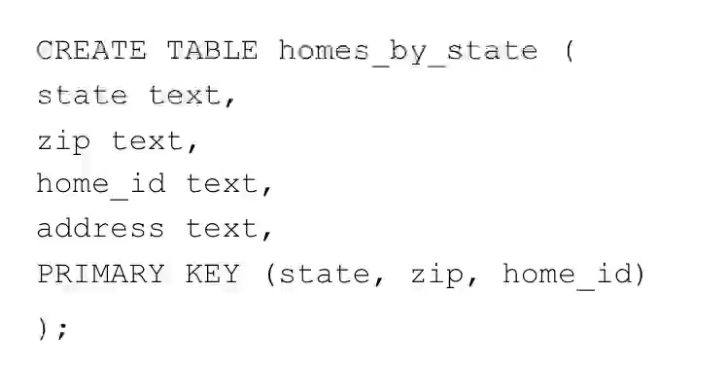 CREATE TABLE homes_by_state (
state text,
zip text,
home_id text,
address text,
PRIMARY KEY (state, zip, home_id)
);